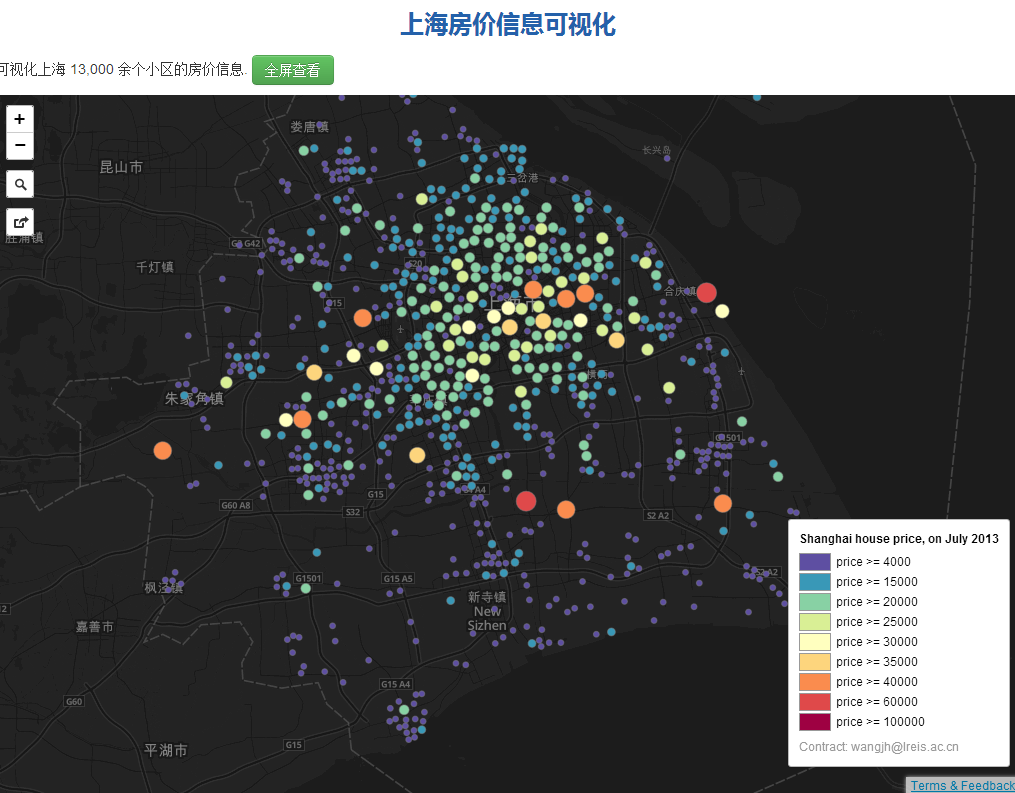 上海房价信息可视化
可视化上海 13,000 余个小区的房价信息. 全屏查看
+
−
娄唐镇
长兴岛
昆山市
三岔港
G2 G42
千灯镇
S20
合庆镇
G15
上海市
朱家角镇
G1501
G60 A8
G15
S32
S2 A2
G1501
G15 A5
枫泾镇
新寺镇
New
Sizhen
嘉善市
G15 A4
G60
G15
平湖市
Shanghai house price, on July 2013
price >= 4000
price >= 15000
price >= 20000
price >= 25000
price >= 30000
price >= 35000
price >= 40000
price >= 60000
price >= 100000
Contract: wangjh@lreis.ac.cn
Terms & Feedback